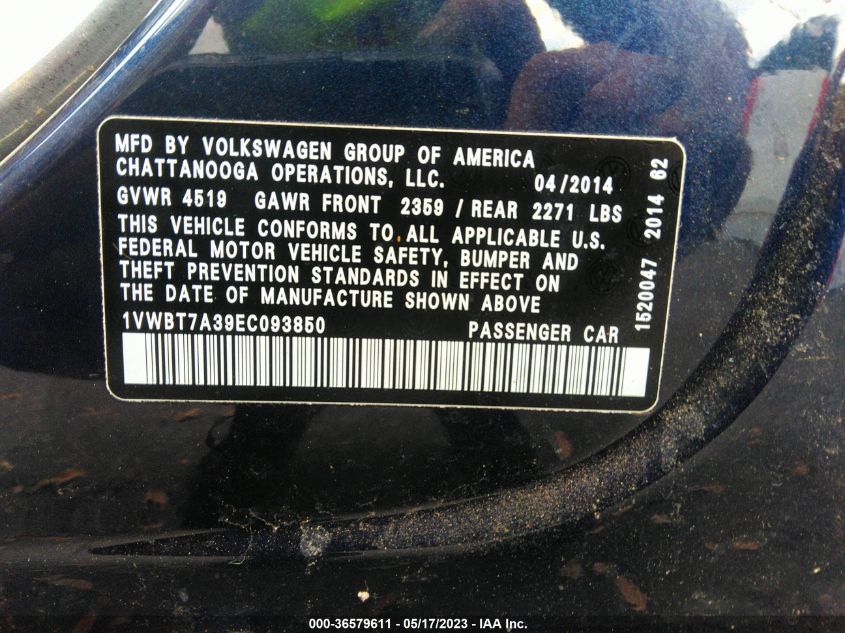 MFD BY VOLKSWAGEN GROUP OF AMERICA
CHATTANOOGA OPERATIONS, LLC. 04/2014
GVWR 4519 GAWR FRONT 2359 / REAR 2271 LBS
THIS VEHICLE CONFORMS TO ALL APPLICABLE U.S.
FEDERAL MOTOR VEHICLE SAFETY, BUMPER AND
THEFT PREVENTION STANDARDS IN EFFECT ON
THE DATE OF MANUFACTURE SHOWN ABOVE
1VWBT7A39EC093850 PASSENGER CAR
1520047 2014 62
000-36579611 - 05/17/2023 - IAA Inc.